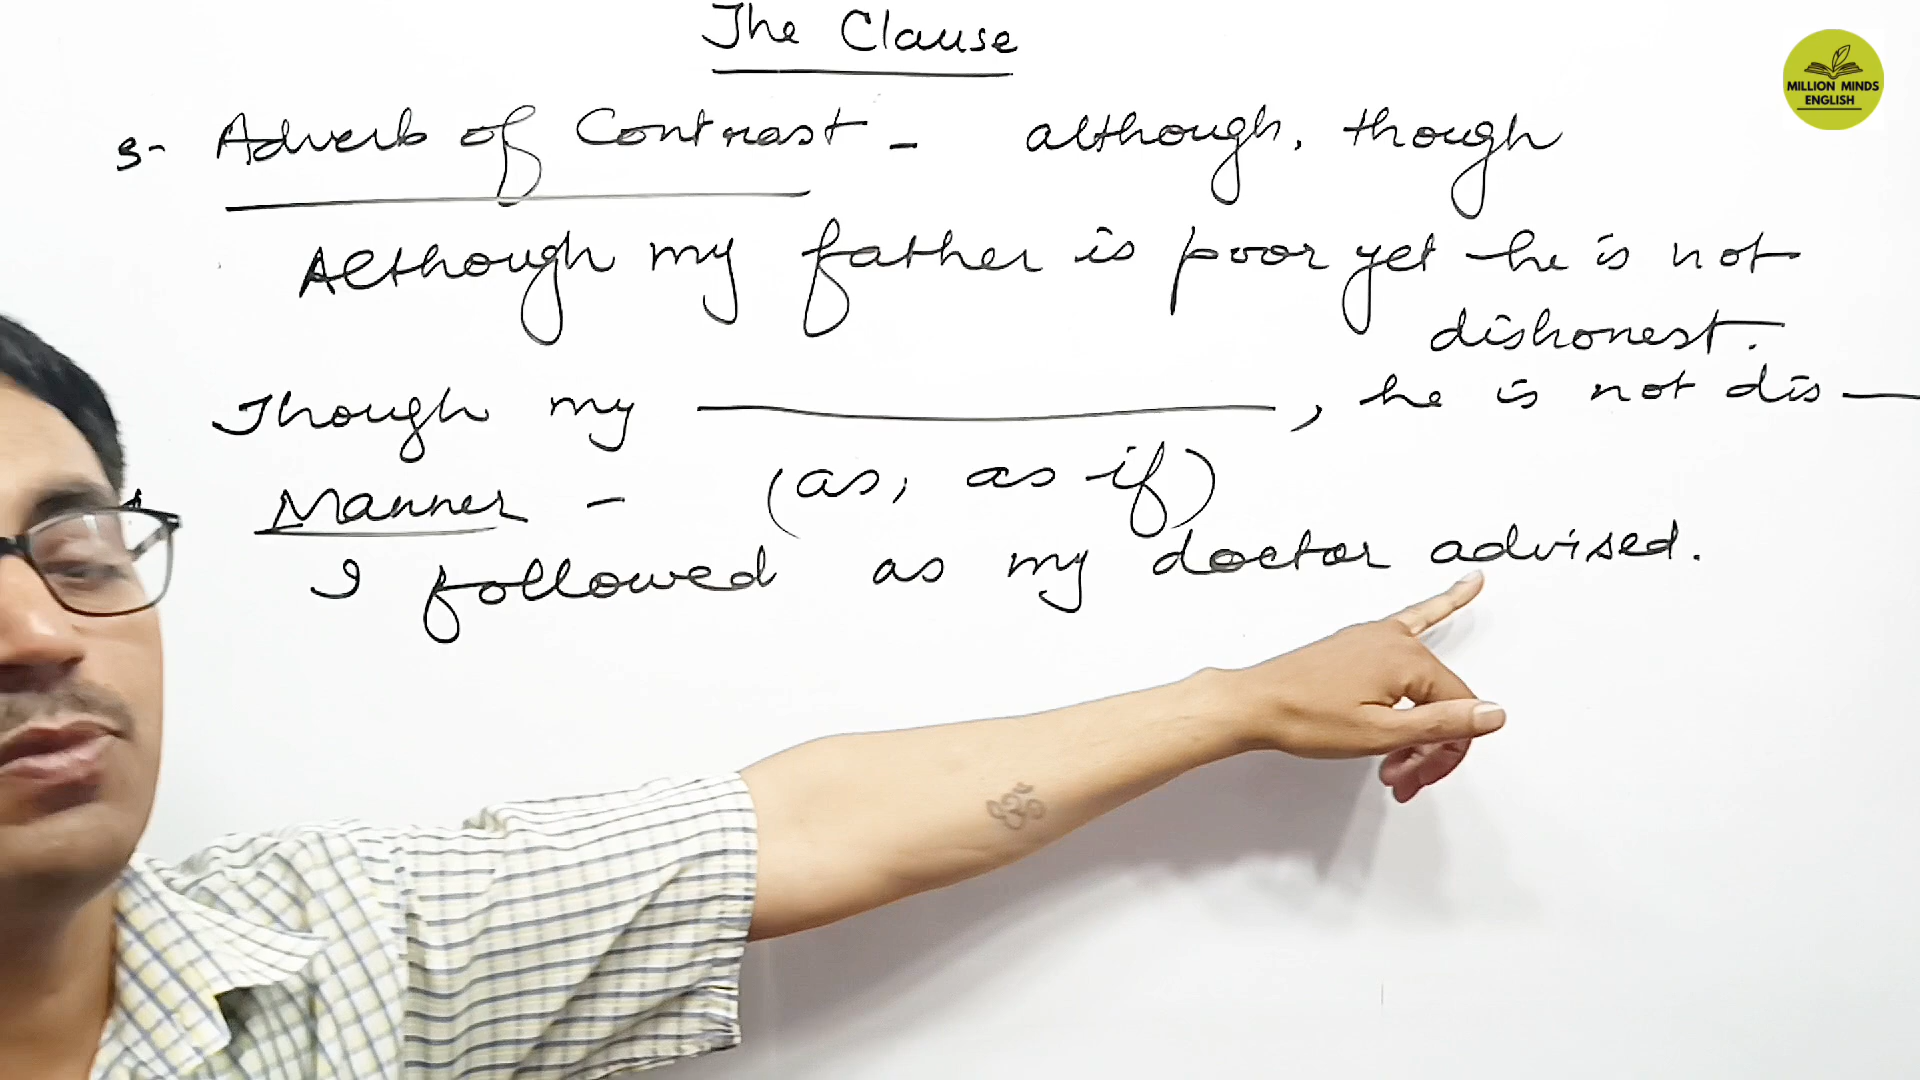 The Clause
MILLION MINDS
ENGLISH
3- Adverb of Contrast - although, though
Although my father is poor yet he is not
dishonest.
Though my ———, he is not dis —
Manner - (as, as if)
I followed as my doctor advised.
ॐ